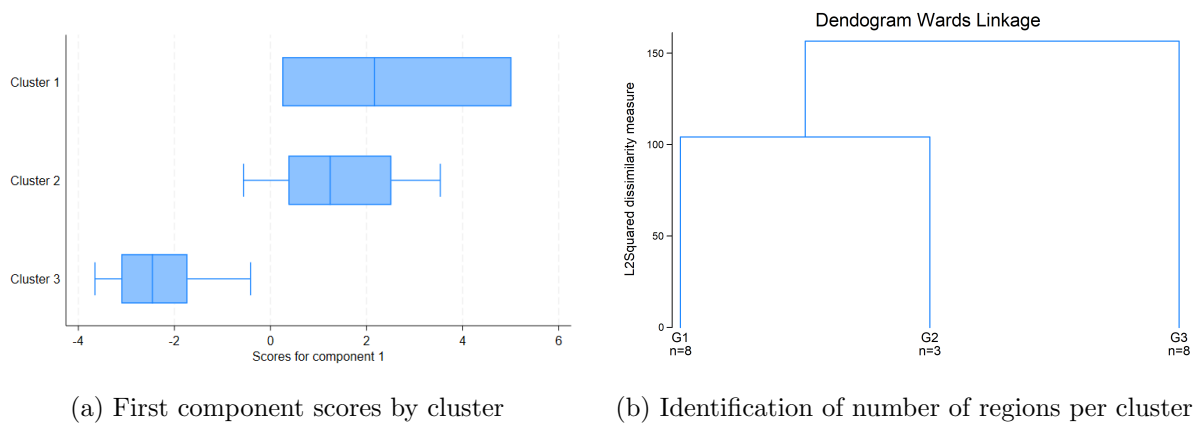 Cluster 1
Cluster 2
Cluster 3
-4 -2 0 2 4 6
Scores for component 1
(a) First component scores by cluster
Dendogram Wards Linkage
L2Squared dissimilarity measure
150
100
50
0
G1 G2 G3
n=8 n=3 n=8
(b) Identification of number of regions per cluster